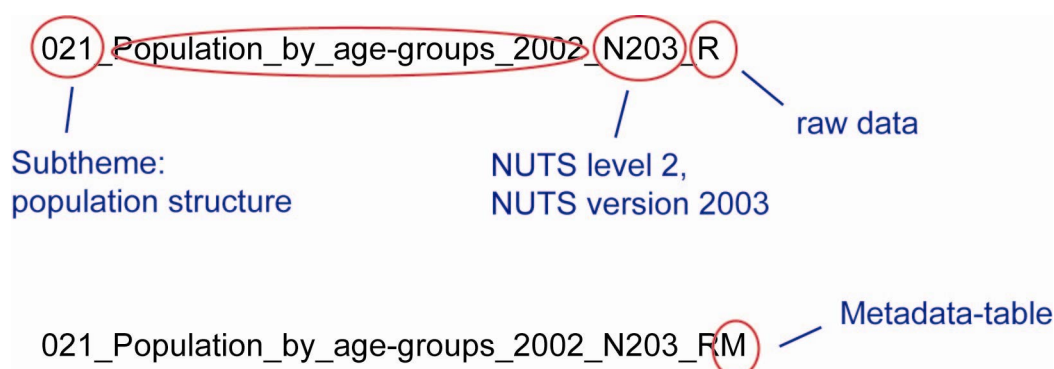 021_Population_by_age-groups_2002_N203_R
raw data
Subtheme:
population structure
NUTS level 2,
NUTS version 2003
Metadata-table
021_Population_by_age-groups_2002_N203_RM